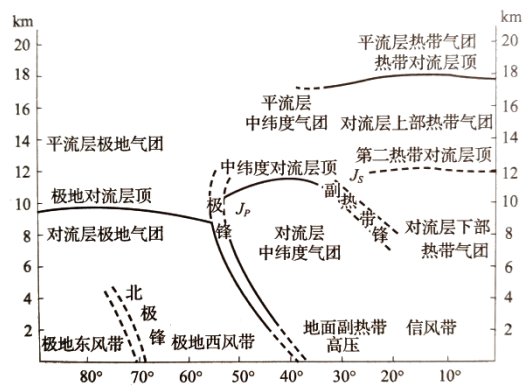 km
km
20
20
平流层热带气团
热带对流层顶
18
18
16
16
平流层
中纬度气团
对流层上部热带气团
14
14
平流层极地气团
第二热带对流层顶
12
12
中纬度对流层顶
J_S
极地对流层顶
极锋
J_P
副热带锋
10
10
对流层极地气团
对流层
中纬度气团
对流层下部
热带气团
8
8
6
6
北极锋
4
4
2
2
极地东风带
极地西风带
地面副热带
高压
信风带
80°
70°
60°
50°
40°
30°
20°
10°